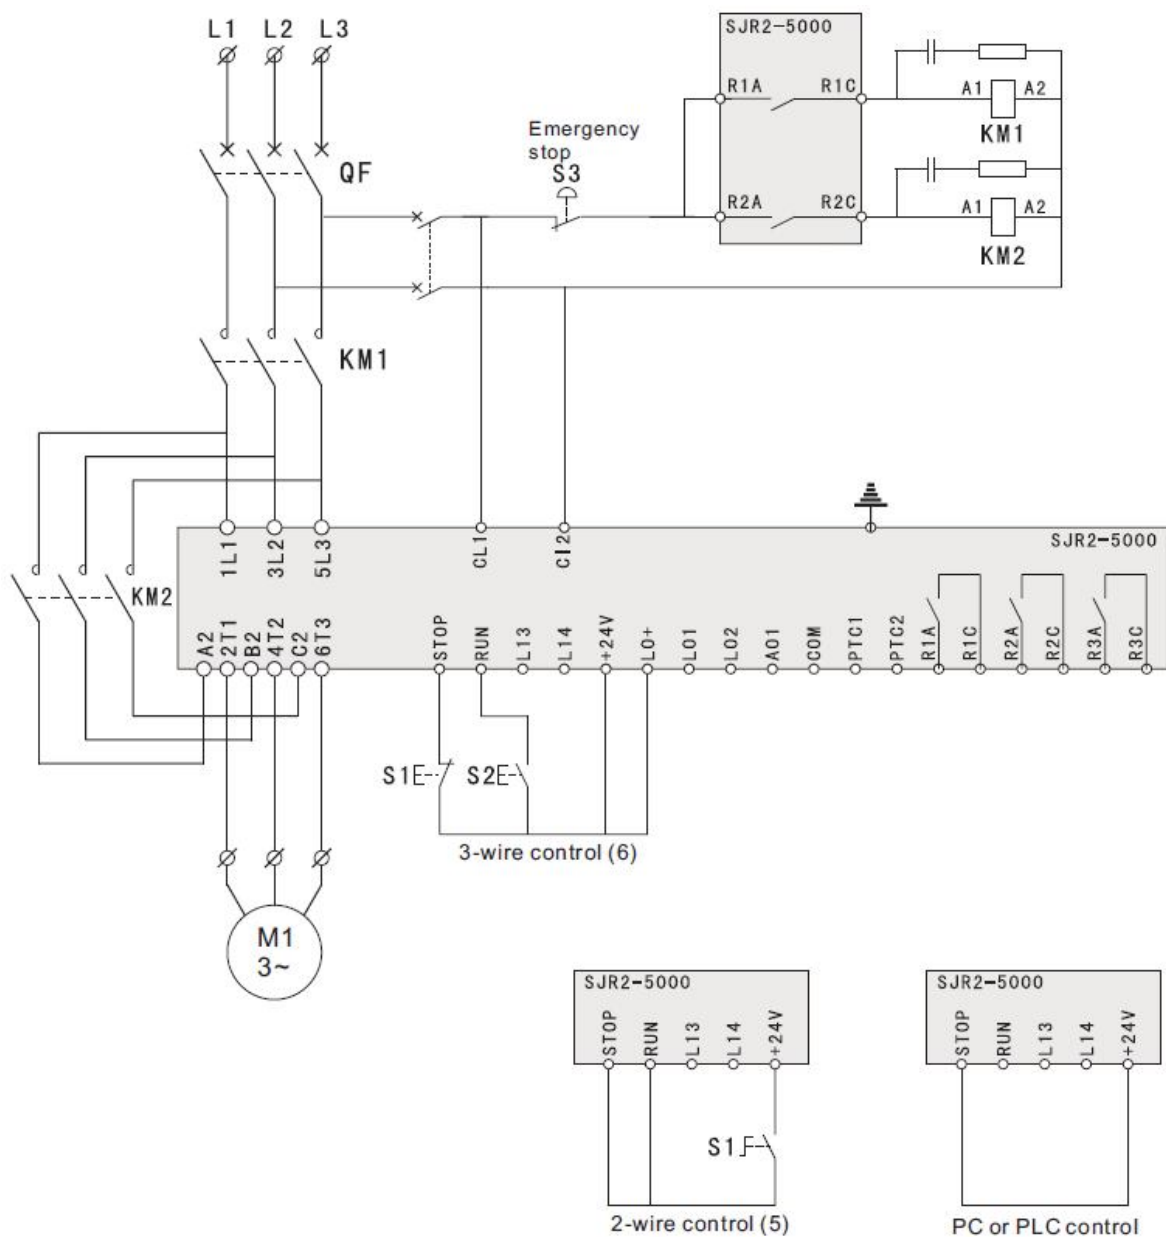 L1 L2 L3
SJR2-5000
R1A R1C
A1 A2
KM1
Emergency
stop
S3
QF
R2A R2C
A1 A2
KM2
KM1
1L1 3L2 5L3 CL1 CI2
SJR2-5000
KM2
A2 2T1 B2 4T2 C2 6T3 STOP RUN L13 L14 +24V LO+ LO1 LO2 AO1 COM PTC1 PTC2 R1A R1C R2A R2C R3A R3C
S1 S2
3-wire control (6)
M1
3~
SJR2-5000
STOP RUN L13 L14 +24V
S1
2-wire control (5)
SJR2-5000
STOP RUN L13 L14 +24V
PC or PLC control